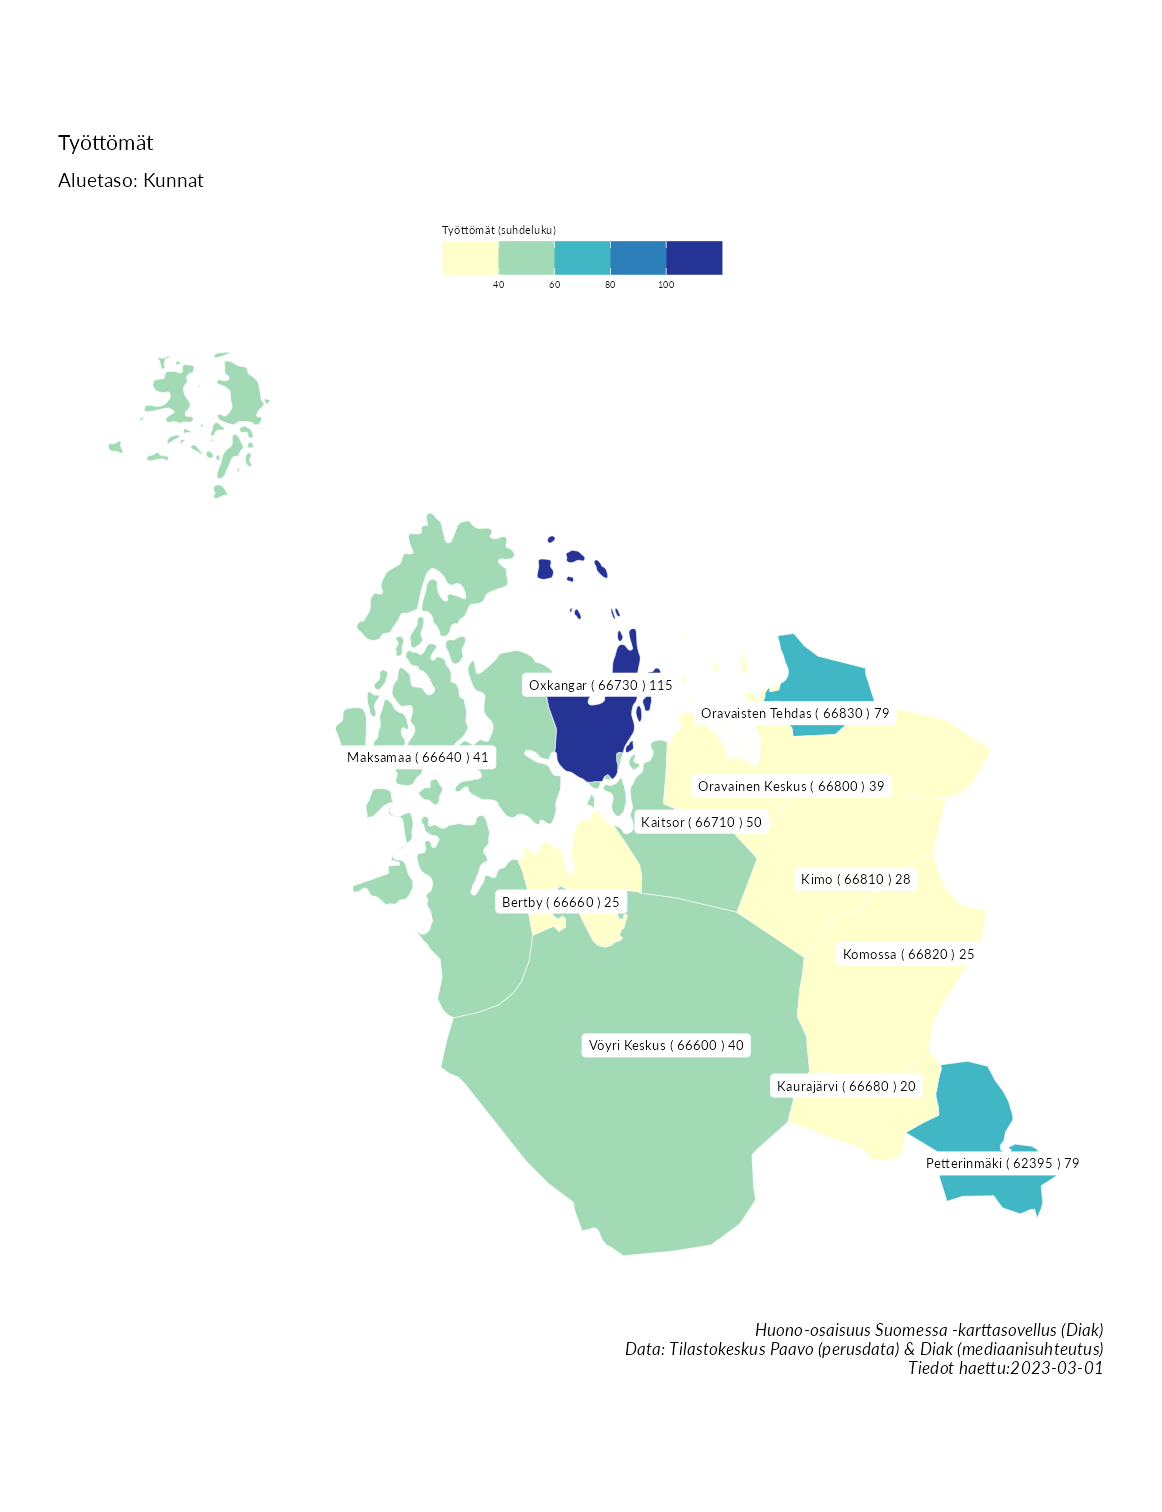 Työttömät
Aluetaso: Kunnat
Työttömät (suhdeluku)
40 60 80 100
Oxkangar ( 66730 ) 115
Oravaisten Tehdas ( 66830 ) 79
Maksamaa ( 66640 ) 41
Oravainen Keskus ( 66800 ) 39
Kaitsor ( 66710 ) 50
Kimo ( 66810 ) 28
Bertby ( 66660 ) 25
Komossa ( 66820 ) 25
Vöyri Keskus ( 66600 ) 40
Kaurajärvi ( 66680 ) 20
Petterinmäki ( 62395 ) 79
Huono-osaisuus Suomessa -karttasovellus (Diak)
Data: Tilastokeskus Paavo (perusdata) & Diak (mediaanisuhteutus)
Tiedot haettu:2023-03-01